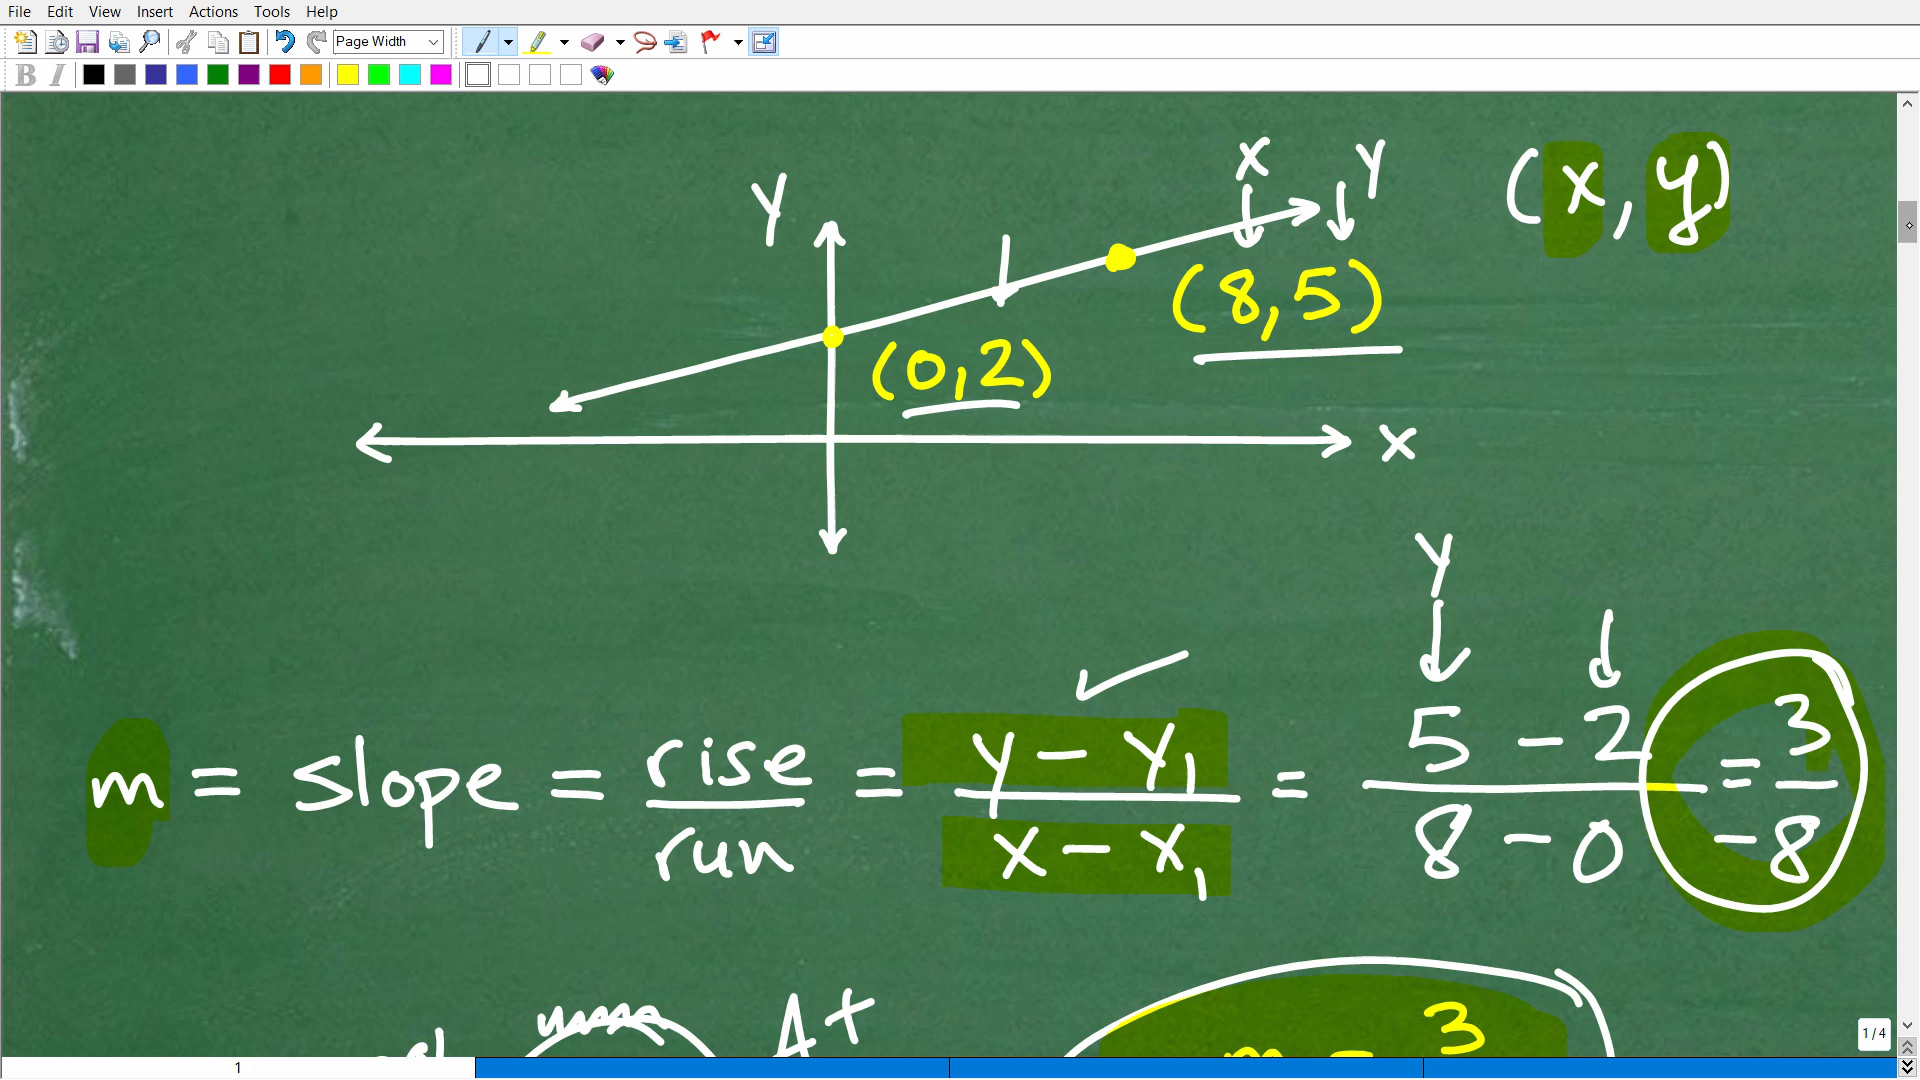 File Edit View Insert Actions Tools Help
Page Width
B I
X Y (x, y)
Y
(8,5)
(0,2)
X
Y
m = slope = rise/run = y - y₁/x - x₁ = 5 - 2/8 - 0 = 3/-8
A+
m = 3
1 / 4
1